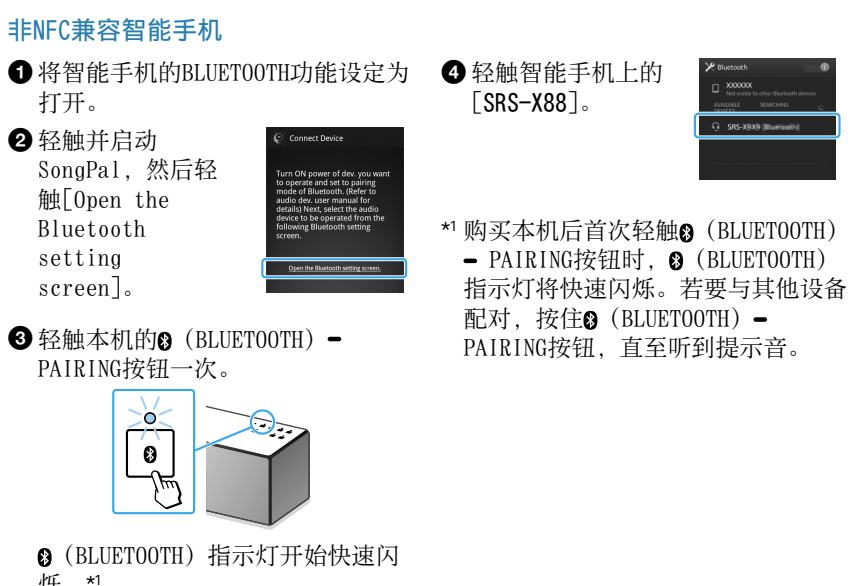 非NFC兼容智能手机
❶ 将智能手机的BLUETOOTH功能设定为
打开。
❷ 轻触并启动
SongPal，然后轻
触[Open the
Bluetooth
setting
screen]。
Connect Device
Turn ON power of dev. you want
to operate and set to pairing
mode of Bluetooth. (Refer to
audio dev. user manual for
details) Next, select the audio
device to be operated from the
following Bluetooth setting
screen.
Open the Bluetooth setting screen.
❸ 轻触本机的（BLUETOOTH）–
PAIRING按钮一次。
（BLUETOOTH）指示灯开始快速闪
烁。*1
❹ 轻触智能手机上的
[SRS-X88]。
Bluetooth
XXXXXX
Not visible to other Bluetooth devices
AVAILABLE SEARCHING
DEVICES
SRS-X9X9
*1 购买本机后首次轻触（BLUETOOTH）
– PAIRING按钮时，（BLUETOOTH）
指示灯将快速闪烁。若要与其他设备
配对，按住（BLUETOOTH）–
PAIRING按钮，直至听到提示音。